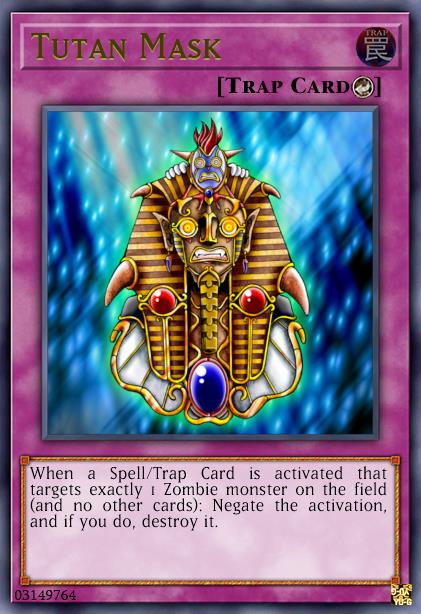 TUTAN MASK
TRAP
罠
[TRAP CARD]
When a Spell/Trap Card is activated that
targets exactly 1 Zombie monster on the field
(and no other cards): Negate the activation,
and if you do, destroy it.
03149764